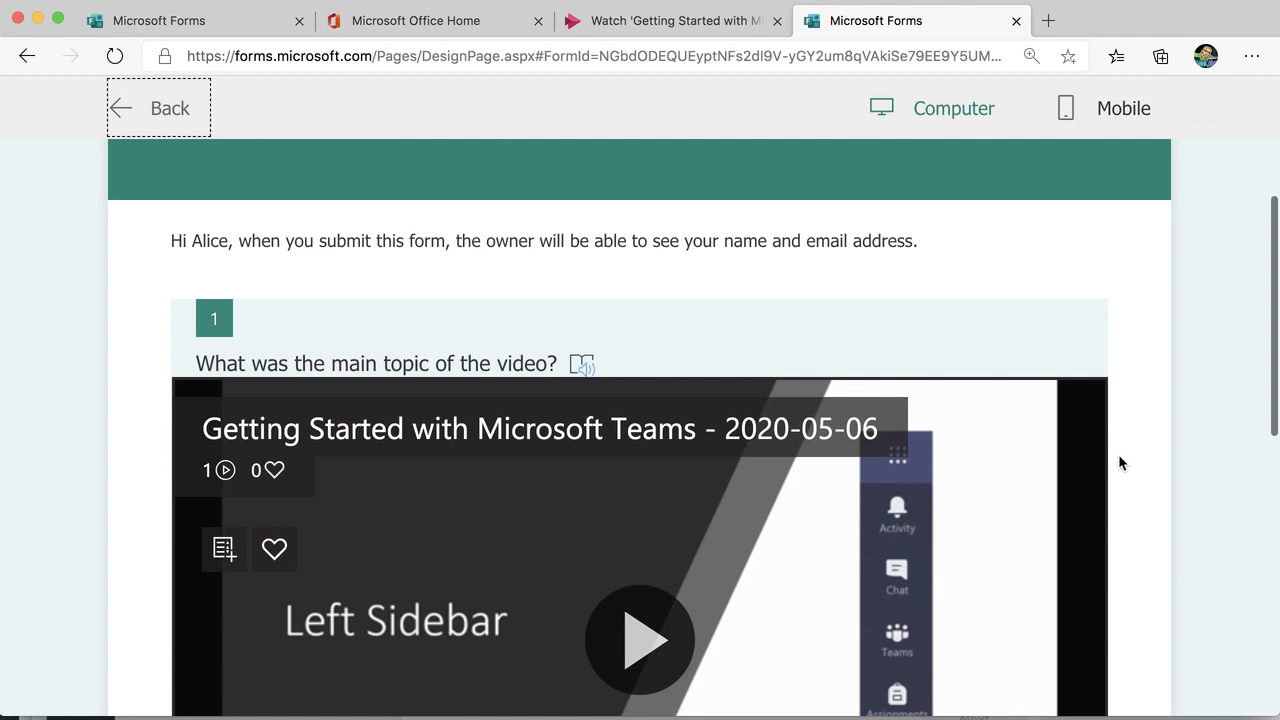 Microsoft Forms
Microsoft Office Home
Watch 'Getting Started with Mi
Microsoft Forms
https://forms.microsoft.com/Pages/DesignPage.aspx#FormId=NGbdODEQUEyptNFs2dl9V-yGY2um8qVAkiSe79EE9Y5UM...
Back
Computer
Mobile
Hi Alice, when you submit this form, the owner will be able to see your name and email address.
1
What was the main topic of the video?
Getting Started with Microsoft Teams - 2020-05-06
1
0
Activity
Chat
Left Sidebar
Teams
Assignments